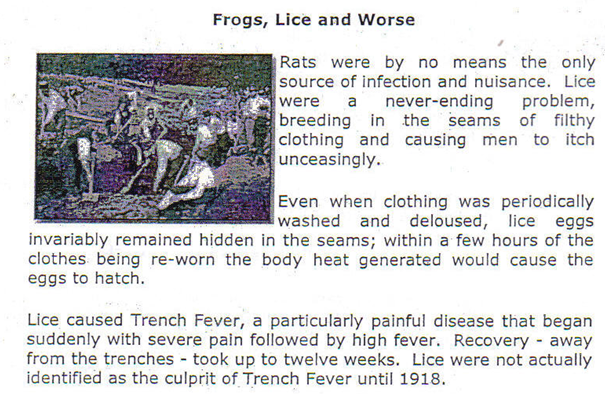 Frogs, Lice and Worse
Rats were by no means the only
source of infection and nuisance. Lice
were a never-ending problem,
breeding in the seams of filthy
clothing and causing men to itch
unceasingly.
Even when clothing was periodically
washed and deloused, lice eggs
invariably remained hidden in the seams; within a few hours of the
clothes being re-worn the body heat generated would cause the
eggs to hatch.
Lice caused Trench Fever, a particularly painful disease that began
suddenly with severe pain followed by high fever. Recovery - away
from the trenches - took up to twelve weeks. Lice were not actually
identified as the culprit of Trench Fever until 1918.